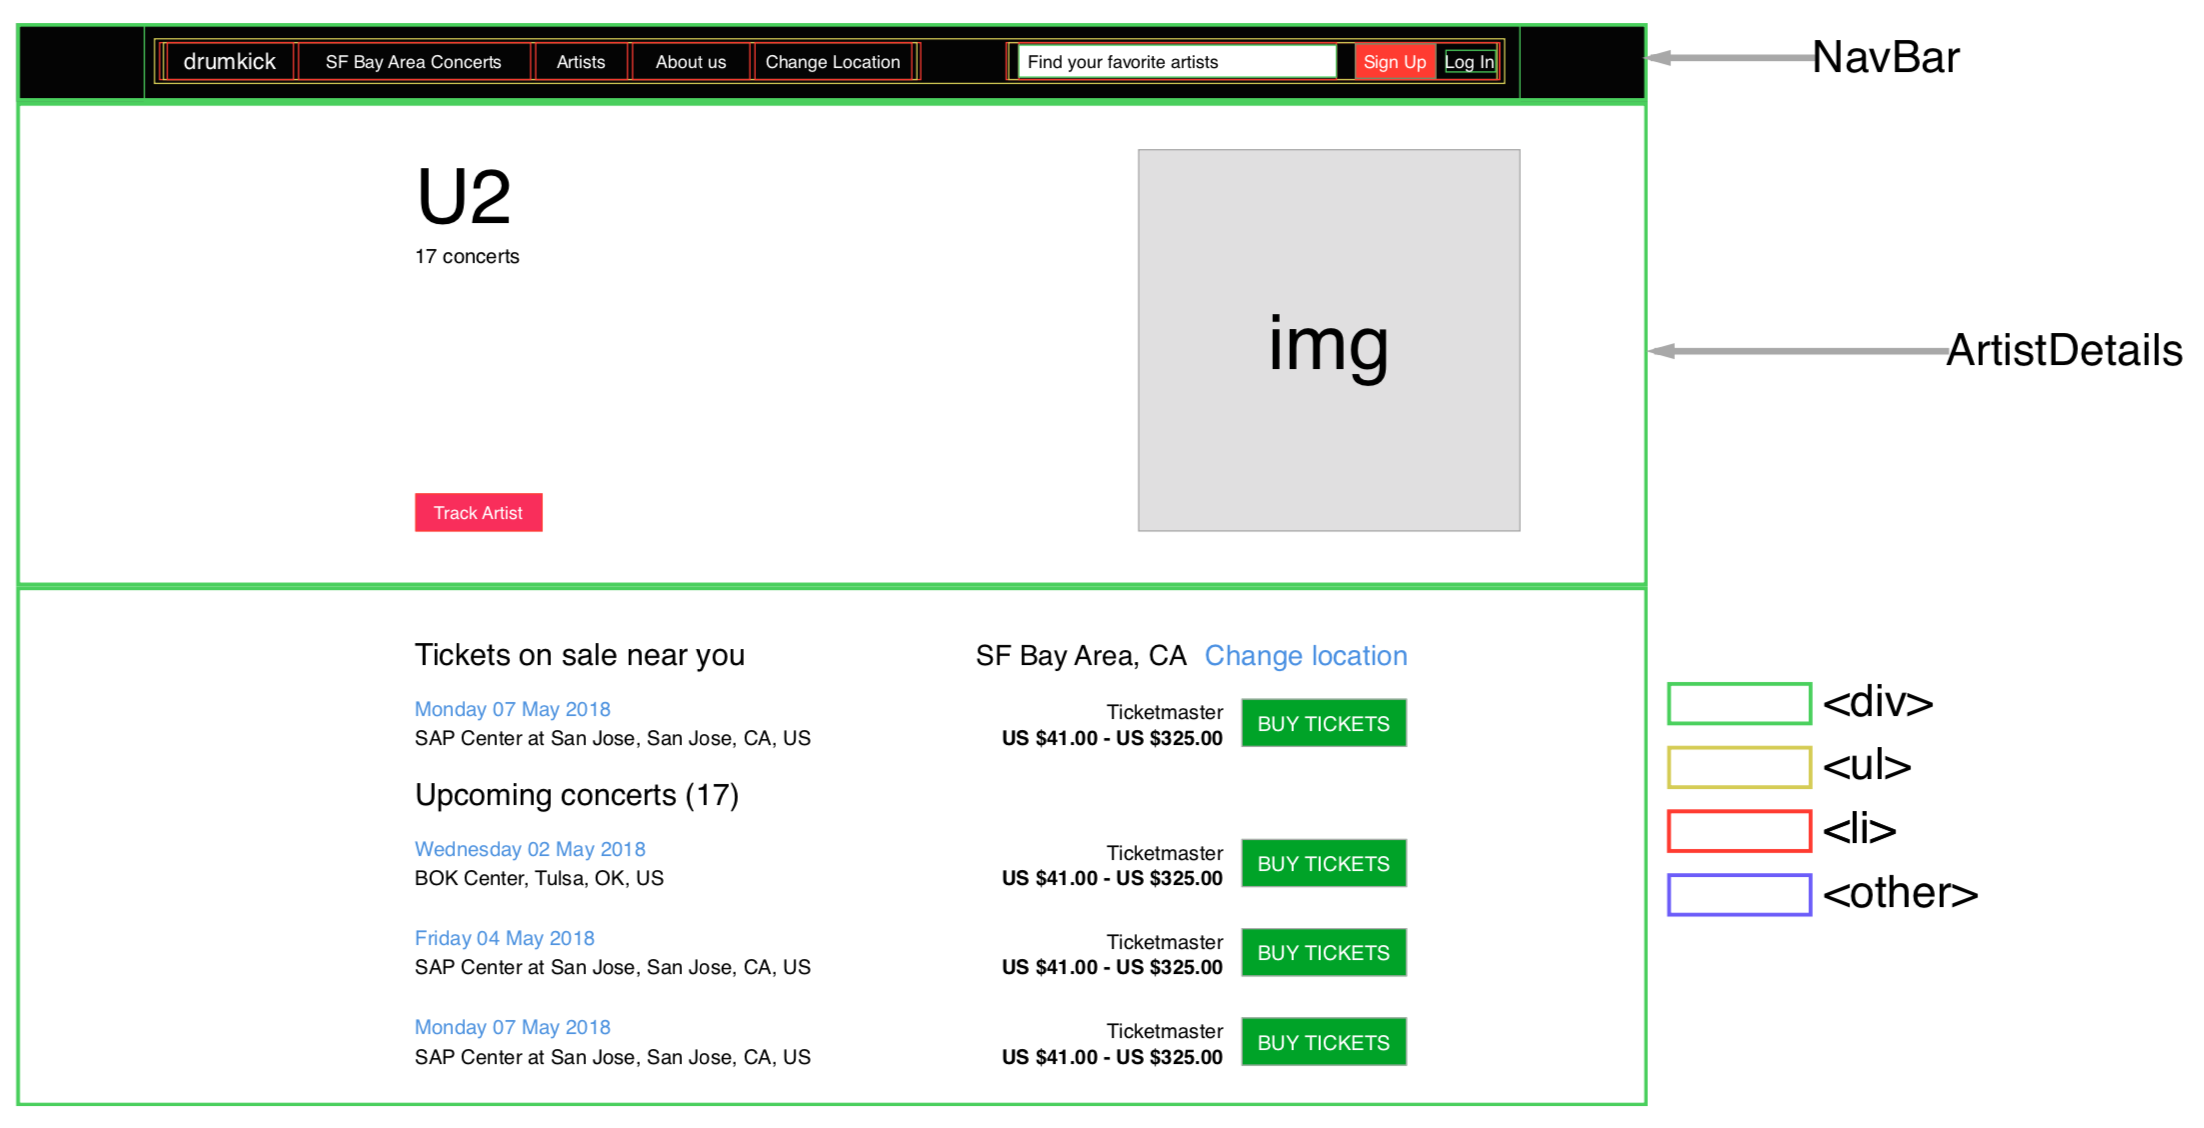 drumkick SF Bay Area Concerts Artists About us Change Location Find your favorite artists Sign Up Log In
NavBar
U2
17 concerts
img
ArtistDetails
Track Artist
Tickets on sale near you SF Bay Area, CA Change location
Monday 07 May 2018 Ticketmaster
SAP Center at San Jose, San Jose, CA, US US $41.00 - US $325.00 BUY TICKETS
Upcoming concerts (17)
Wednesday 02 May 2018 Ticketmaster
BOK Center, Tulsa, OK, US US $41.00 - US $325.00 BUY TICKETS
Friday 04 May 2018 Ticketmaster
SAP Center at San Jose, San Jose, CA, US US $41.00 - US $325.00 BUY TICKETS
Monday 07 May 2018 Ticketmaster
SAP Center at San Jose, San Jose, CA, US US $41.00 - US $325.00 BUY TICKETS
<div>
<ul>
<li>
<other>